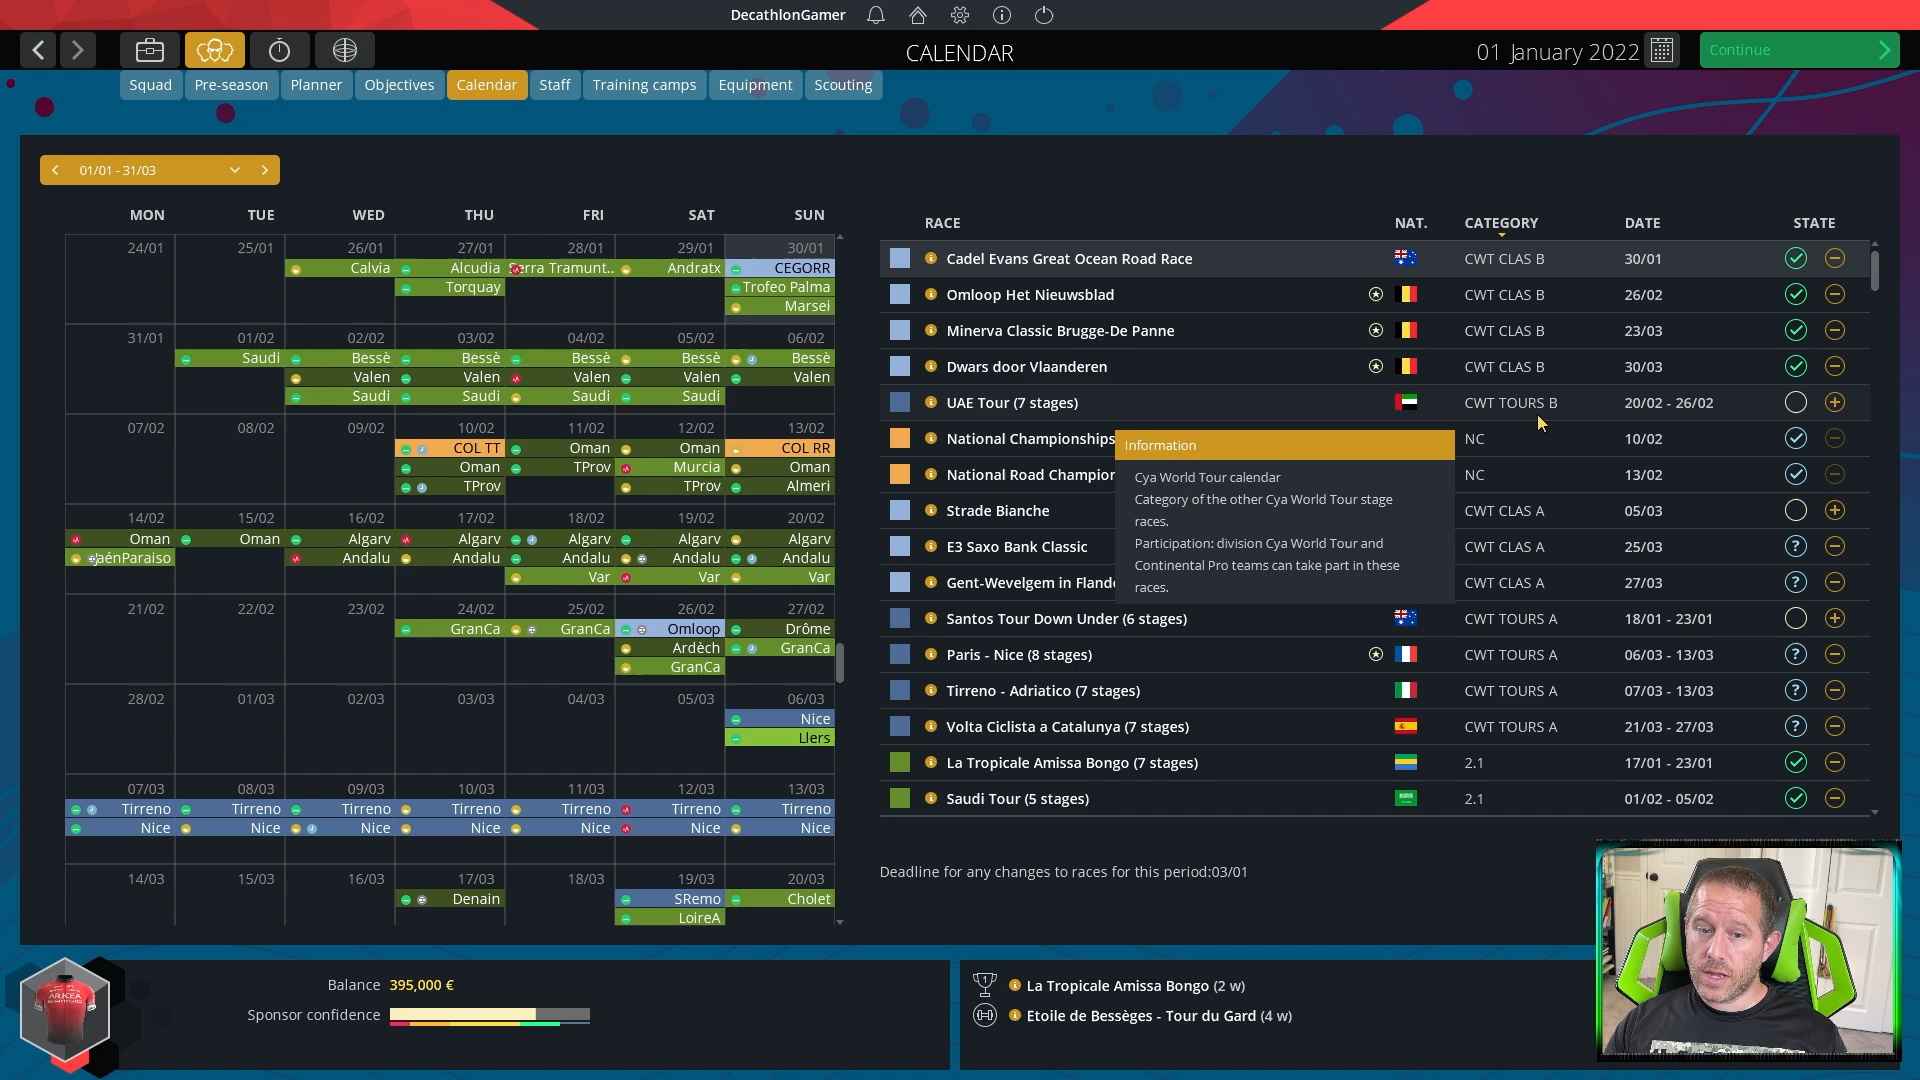 DecathlonGamer
CALENDAR
01 January 2022
Continue
Squad Pre-season Planner Objectives Calendar Staff Training camps Equipment Scouting
01/01 - 31/03
MON TUE WED THU FRI SAT SUN
24/01 25/01 26/01 27/01 28/01 29/01 30/01
Calvia Alcudia Serra Tramunt.. Andratx CEGORR
Torquay Trofeo Palma
Marsei
31/01 01/02 02/02 03/02 04/02 05/02 06/02
Saudi Bessè Bessè Bessè Bessè Bessè
Valen Valen Valen Valen Valen
Saudi Saudi Saudi Saudi
07/02 08/02 09/02 10/02 11/02 12/02 13/02
COL TT Oman Oman COL RR
Oman TProv Murcia Oman
TProv TProv Almeri
14/02 15/02 16/02 17/02 18/02 19/02 20/02
Oman Oman Algarv Algarv Algarv Algarv Algarv
JaénParaiso Andalu Andalu Andalu Andalu Andalu
Var Var Var
21/02 22/02 23/02 24/02 25/02 26/02 27/02
GranCa GranCa Omloop Drôme
Ardèch GranCa
GranCa
28/02 01/03 02/03 03/03 04/03 05/03 06/03
Nice
Llers
07/03 08/03 09/03 10/03 11/03 12/03 13/03
Tirreno Tirreno Tirreno Tirreno Tirreno Tirreno Tirreno
Nice Nice Nice Nice Nice Nice Nice
14/03 15/03 16/03 17/03 18/03 19/03 20/03
Denain SRemo Cholet
LoireA
RACE NAT. CATEGORY DATE STATE
Cadel Evans Great Ocean Road Race CWT CLAS B 30/01
Omloop Het Nieuwsblad CWT CLAS B 26/02
Minerva Classic Brugge-De Panne CWT CLAS B 23/03
Dwars door Vlaanderen CWT CLAS B 30/03
UAE Tour (7 stages) CWT TOURS B 20/02 - 26/02
National Championships NC 10/02
National Road Champion NC 13/02
Strade Bianche CWT CLAS A 05/03
E3 Saxo Bank Classic CWT CLAS A 25/03
Gent-Wevelgem in Flande CWT CLAS A 27/03
Santos Tour Down Under (6 stages) CWT TOURS A 18/01 - 23/01
Paris - Nice (8 stages) CWT TOURS A 06/03 - 13/03
Tirreno - Adriatico (7 stages) CWT TOURS A 07/03 - 13/03
Volta Ciclista a Catalunya (7 stages) CWT TOURS A 21/03 - 27/03
La Tropicale Amissa Bongo (7 stages) 2.1 17/01 - 23/01
Saudi Tour (5 stages) 2.1 01/02 - 05/02
Information
Cya World Tour calendar
Category of the other Cya World Tour stage
races.
Participation: division Cya World Tour and
Continental Pro teams can take part in these
races.
Deadline for any changes to races for this period:03/01
ARKEA
Balance 395,000 €
Sponsor confidence
La Tropicale Amissa Bongo (2 w)
Etoile de Bessèges - Tour du Gard (4 w)